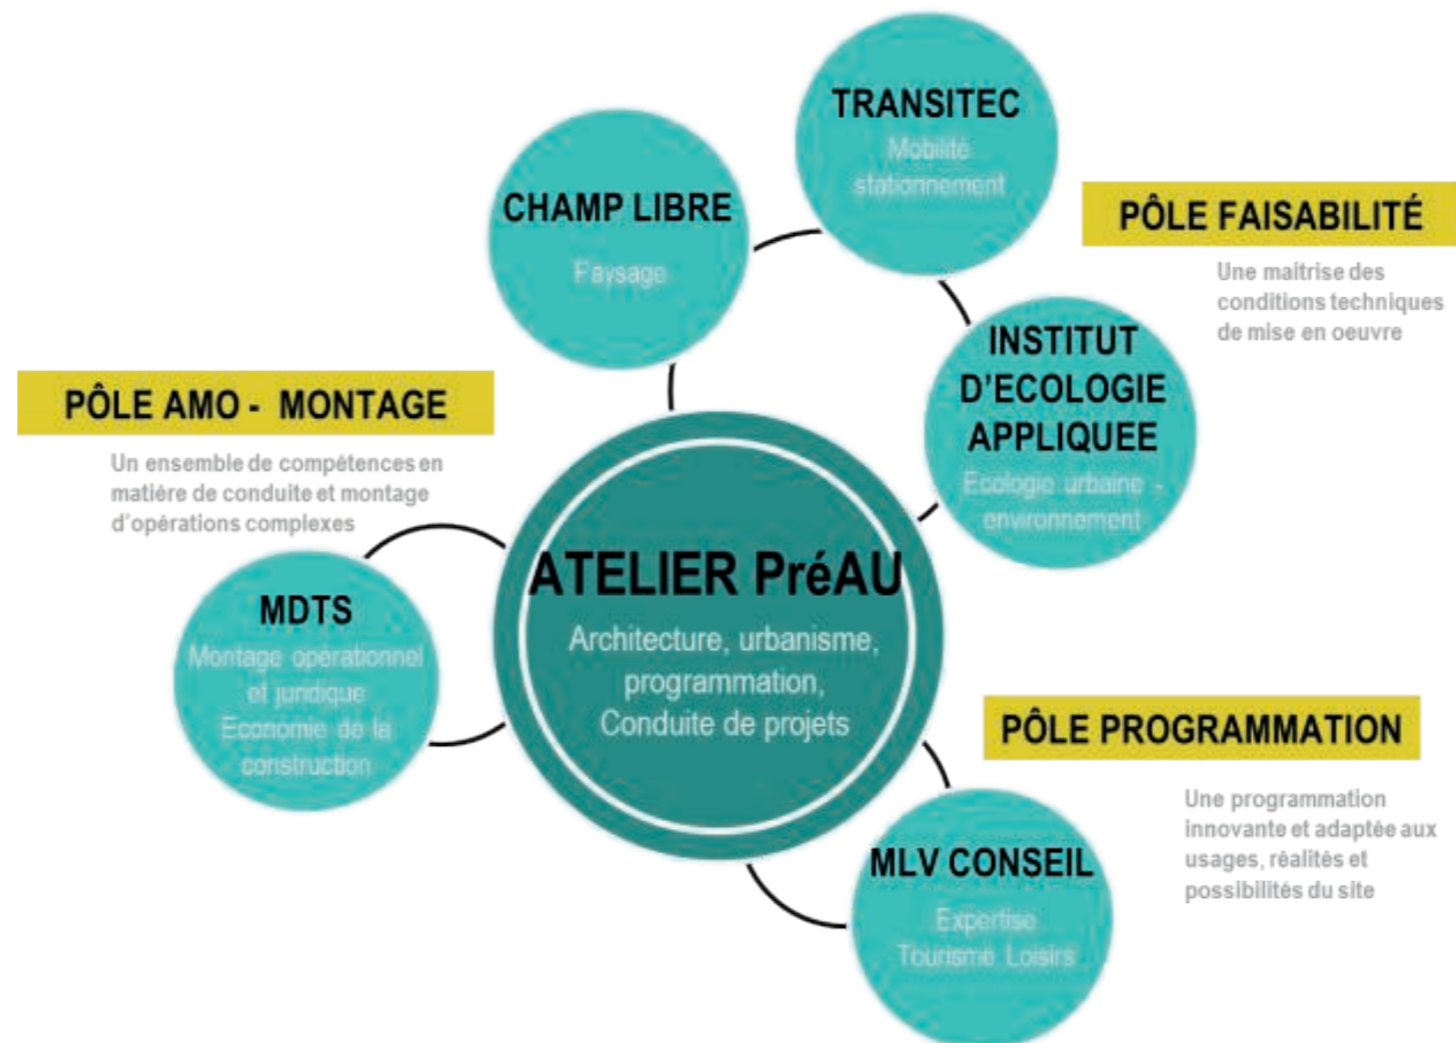 TRANSITEC
Mobilité
stationnement
CHAMP LIBRE
Paysage
PÔLE FAISABILITÉ
Une maîtrise des
conditions techniques
de mise en oeuvre
INSTITUT
D'ECOLOGIE
APPLIQUEE
Ecologie urbaine -
environnement
PÔLE AMO - MONTAGE
Un ensemble de compétences en
matière de conduite et montage
d'opérations complexes
MDTS
Montage opérationnel
et juridique
Economie de la
construction
ATELIER PréAU
Architecture, urbanisme,
programmation,
Conduite de projets
PÔLE PROGRAMMATION
Une programmation
innovante et adaptée aux
usages, réalités et
possibilités du site
MLV CONSEIL
Expertise
Tourisme Loisirs